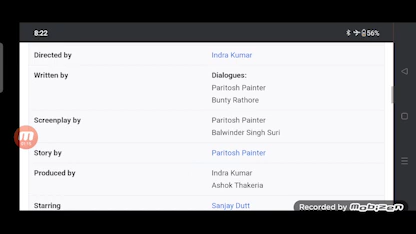 8:22
56%
Directed by Indra Kumar
Written by Dialogues:
Paritosh Painter
Bunty Rathore
Screenplay by Paritosh Painter
Balwinder Singh Suri
Story by Paritosh Painter
Produced by Indra Kumar
Ashok Thakeria
Starring Sanjay Dutt
Recorded by Mobizen